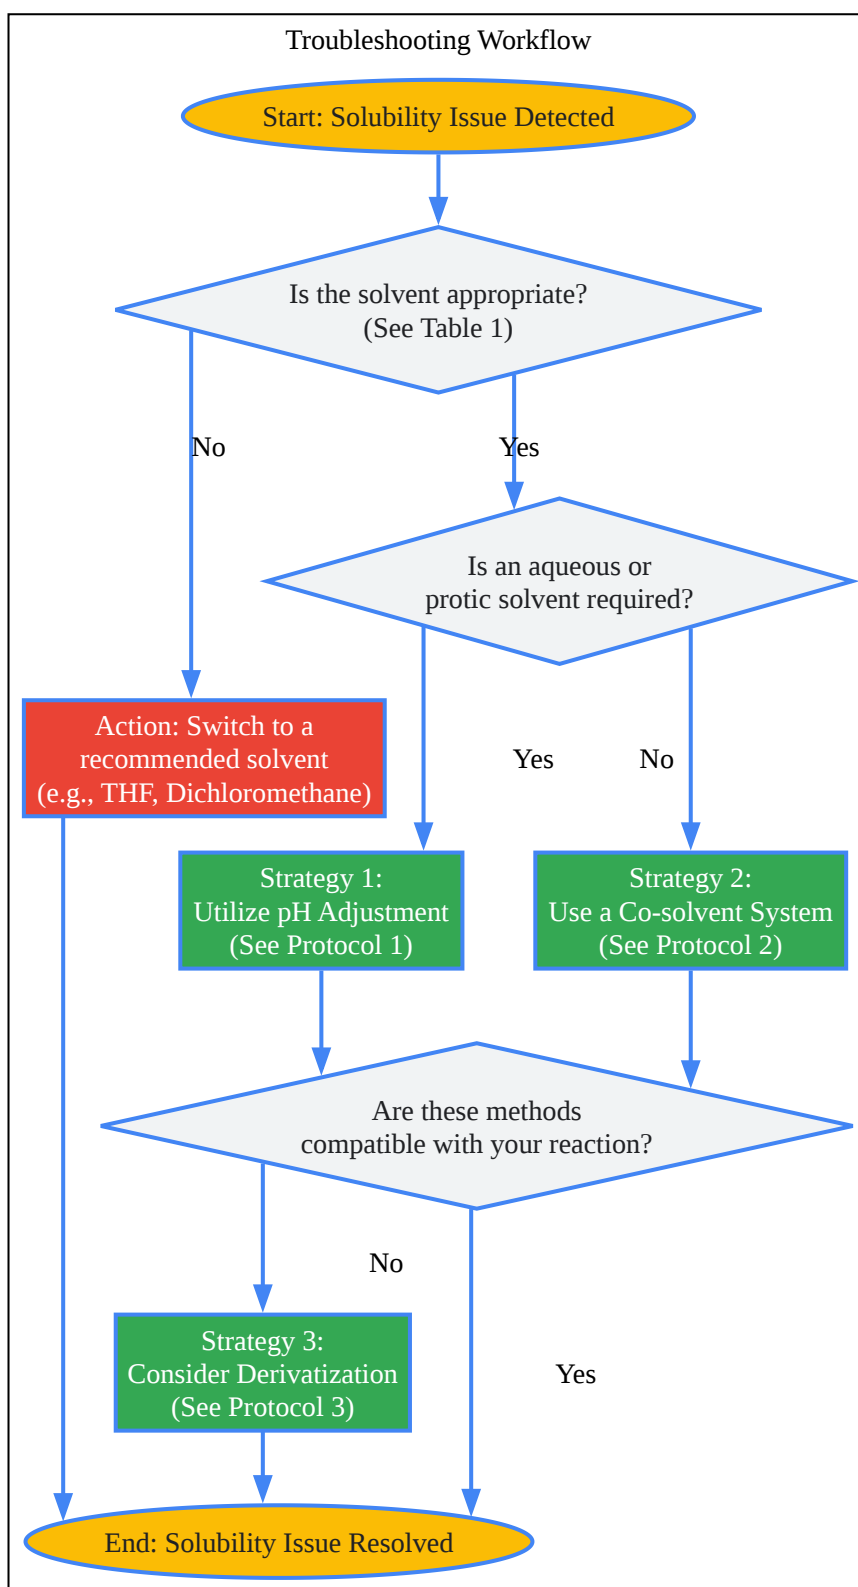 Troubleshooting Workflow
Start: Solubility Issue Detected
Is the solvent appropriate?
(See Table 1)
No
Yes
Is an aqueous or
protic solvent required?
Action: Switch to a
recommended solvent
(e.g., THF, Dichloromethane)
Yes
No
Strategy 1:
Utilize pH Adjustment
(See Protocol 1)
Strategy 2:
Use a Co-solvent System
(See Protocol 2)
Are these methods
compatible with your reaction?
No
Strategy 3:
Consider Derivatization
(See Protocol 3)
Yes
End: Solubility Issue Resolved